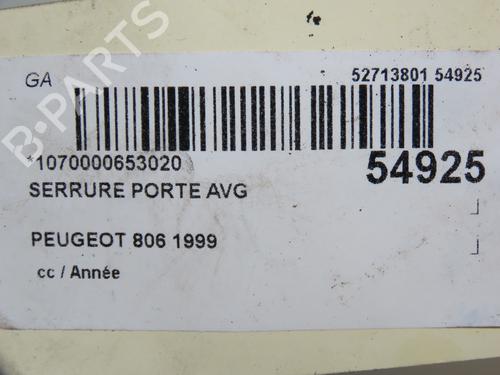 GA 52713801 54925
B-PARTS
*1070000653020 54925
SERRURE PORTE AVG
PEUGEOT 806 1999
cc / Année